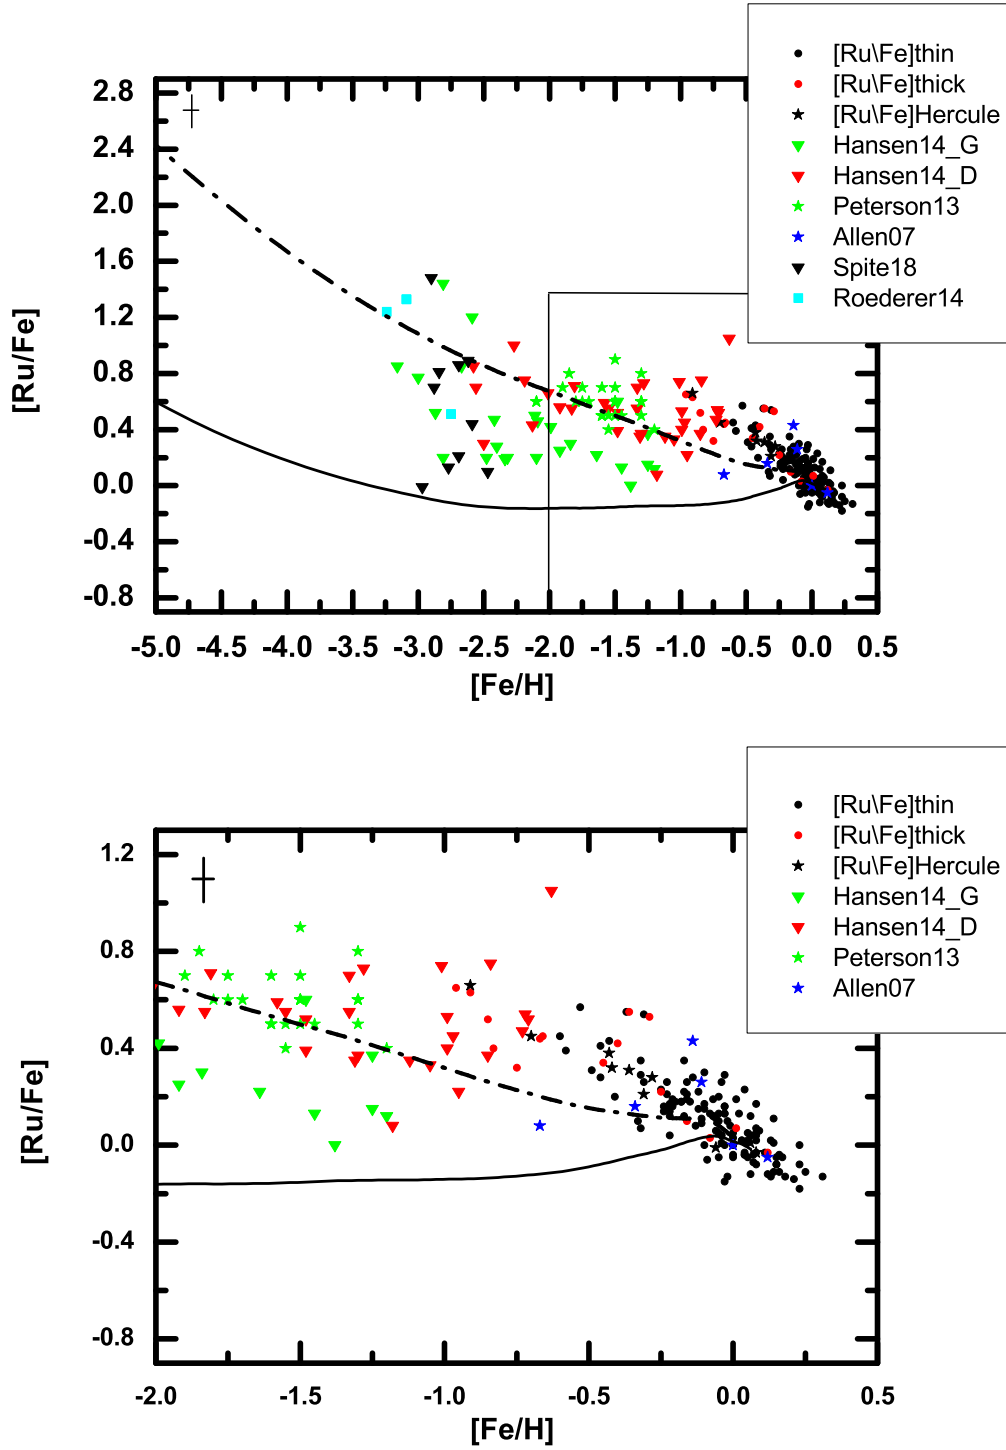 [Ru\Fe]thin
[Ru\Fe]thick
[Ru\Fe]Hercule
Hansen14_G
Hansen14_D
Peterson13
Allen07
Spite18
Roederer14
2.8
2.4
2.0
1.6
1.2
0.8
0.4
0.0
-0.4
-0.8
[Ru/Fe]
-5.0 -4.5 -4.0 -3.5 -3.0 -2.5 -2.0 -1.5 -1.0 -0.5 0.0 0.5
[Fe/H]
[Ru\Fe]thin
[Ru\Fe]thick
[Ru\Fe]Hercule
Hansen14_G
Hansen14_D
Peterson13
Allen07
1.2
0.8
0.4
0.0
-0.4
-0.8
[Ru/Fe]
-2.0 -1.5 -1.0 -0.5 0.0 0.5
[Fe/H]